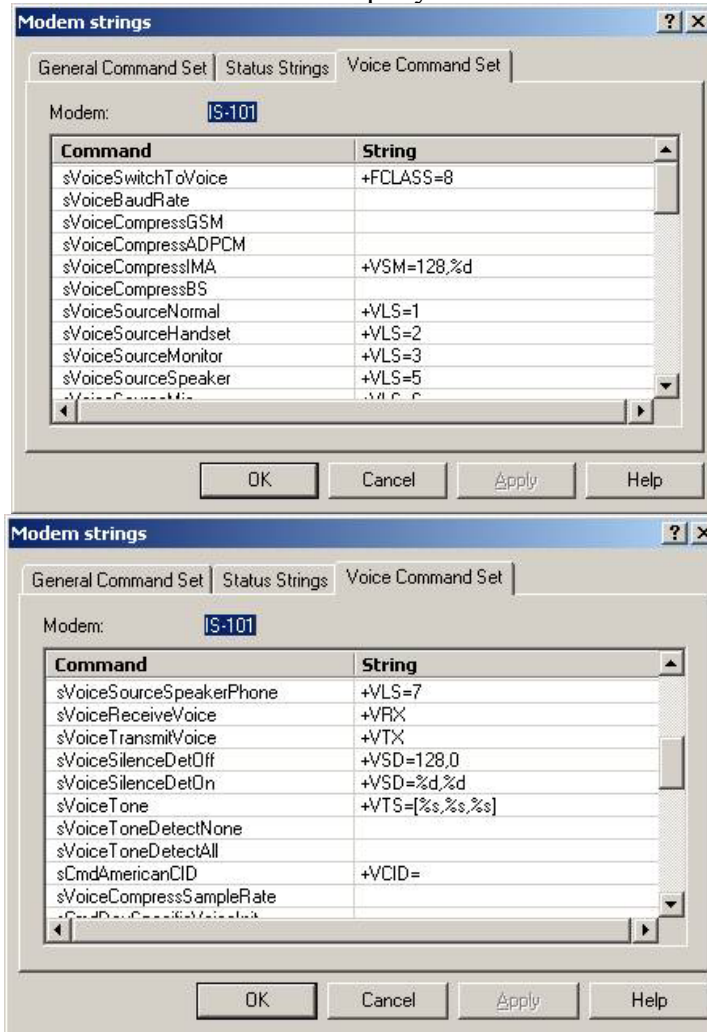 Modem strings
General Command Set Status Strings Voice Command Set
Modem: IS-101
Command String
sVoiceSwitchToVoice +FCLASS=8
sVoiceBaudRate
sVoiceCompressGSM
sVoiceCompressADPCM
sVoiceCompressIMA +VSM=128,%d
sVoiceCompressBS
sVoiceSourceNormal +VLS=1
sVoiceSourceHandset +VLS=2
sVoiceSourceMonitor +VLS=3
sVoiceSourceSpeaker +VLS=5
OK Cancel Apply Help
Modem strings
General Command Set Status Strings Voice Command Set
Modem: IS-101
Command String
sVoiceSourceSpeakerPhone +VLS=7
sVoiceReceiveVoice +VRX
sVoiceTransmitVoice +VTX
sVoiceSilenceDetOff +VSD=128,0
sVoiceSilenceDetOn +VSD=%d,%d
sVoiceTone +VTS=[%s,%s,%s]
sVoiceToneDetectNone
sVoiceToneDetectAll
sCmdAmericanCID +VCID=
sVoiceCompressSampleRate
OK Cancel Apply Help